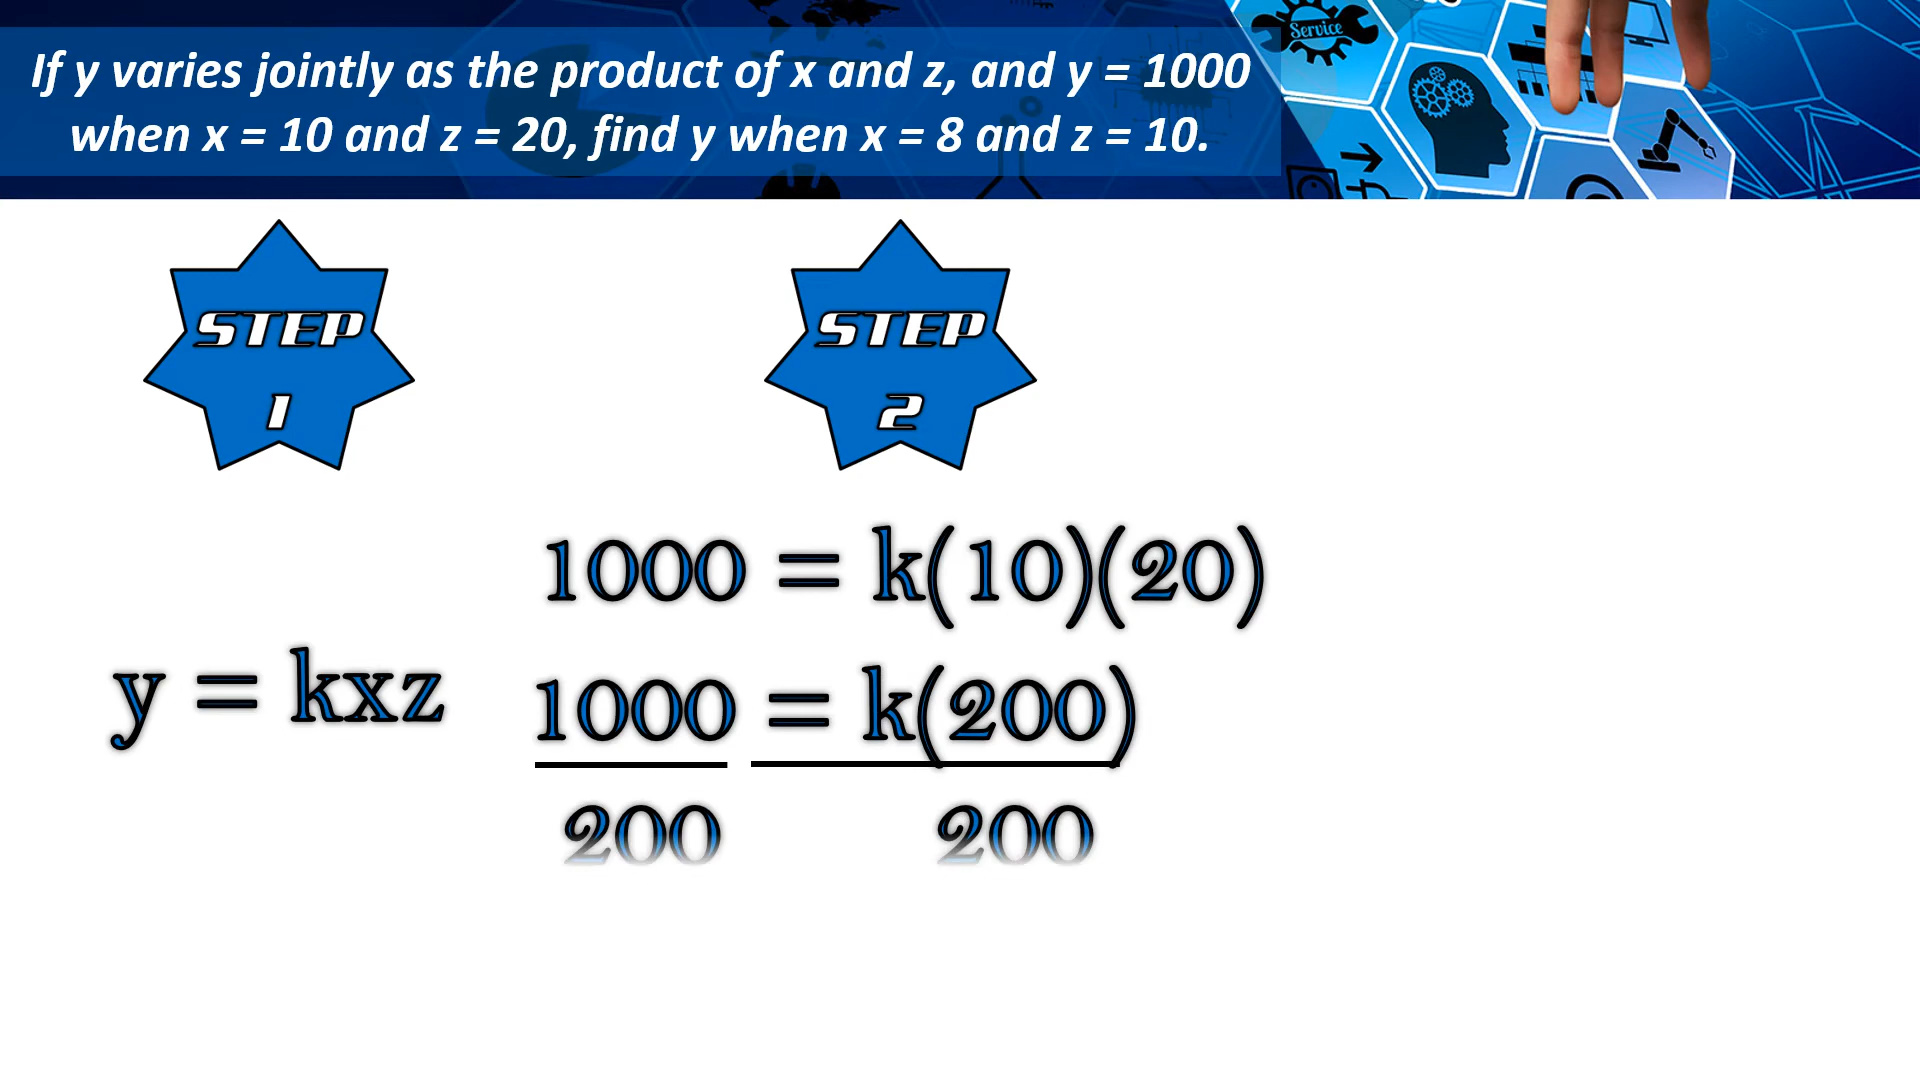 If y varies jointly as the product of x and z, and y = 1000
when x = 10 and z = 20, find y when x = 8 and z = 10.
Service
STEP
1
STEP
2
y = kxz
1000 = k(10)(20)
1000 = k(200)
200 200